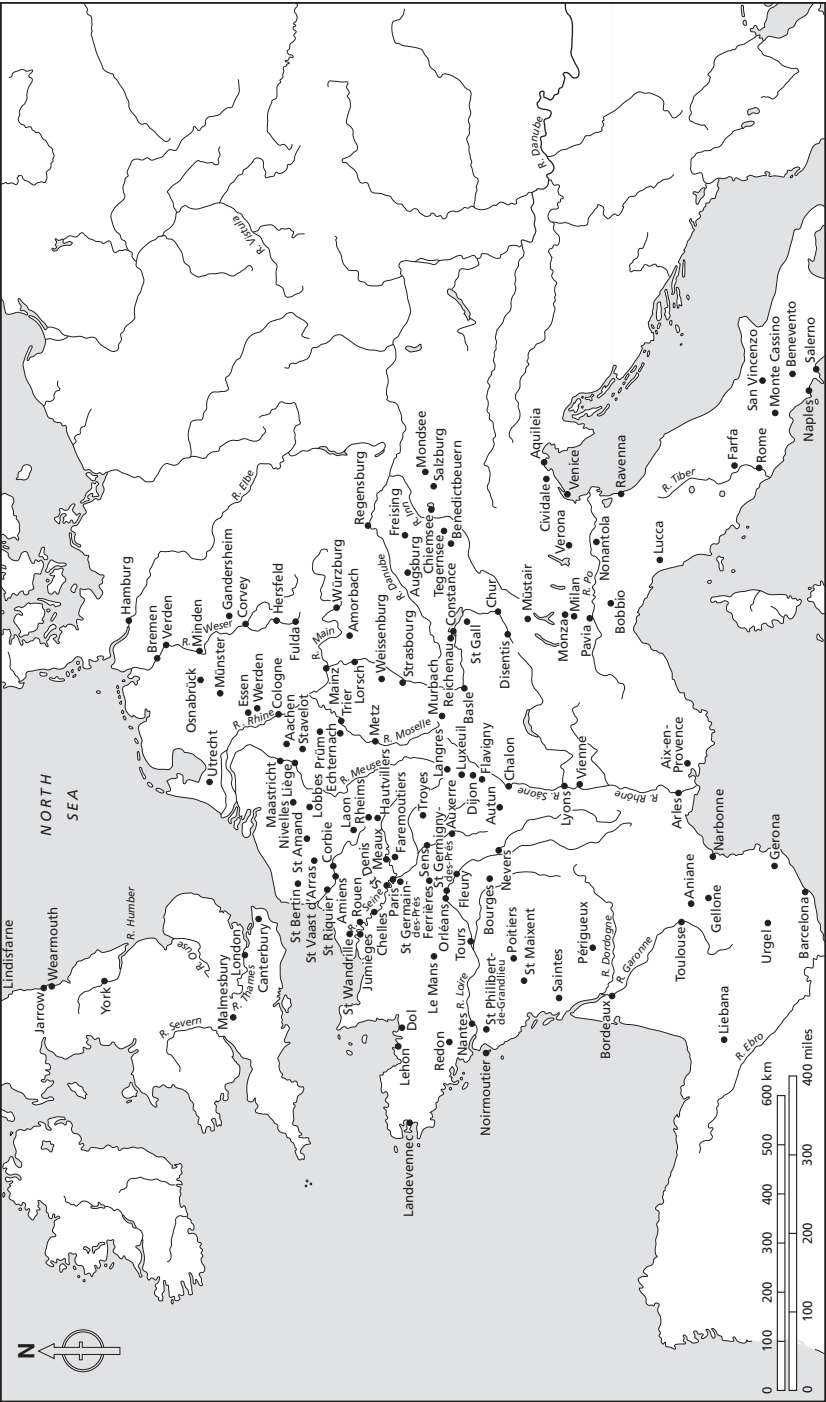 N
NORTH
SEA
Lindisfarne
Jarrow
Wearmouth
York
R. Humber
R. Ouse
R. Severn
Malmesbury
R. Thames
London
Canterbury
Hamburg
Bremen
Verden
R. Weser
Minden
Osnabrück
Münster
Gandersheim
Corvey
Hersfeld
Fulda
Essen
Werden
Cologne
Utrecht
R. Rhine
Aachen
Stavelot
Maastricht
Liège
Nivelles
Lobbes
Prüm
Echternach
St Amand
St Bertin
St Vaast d'Arras
St Riquier
Corbie
Amiens
St Wandrille
Jumièges
Rouen
R. Seine
Chelles
St Denis
Paris
St Germain-
des-Prés
Meaux
Laon
Rheims
Hautvillers
Faremoutiers
R. Meuse
Metz
Trier
R. Moselle
Mainz
Lorsch
R. Main
Würzburg
Amorbach
Weissenburg
Strasbourg
Murbach
Reichenau
Constance
St Gall
Basle
Chur
Disentis
Müstair
R. Elbe
R. Vistula
R. Danube
R. Danube
Regensburg
Freising
R. Inn
Augsburg
Chiemsee
Tegernsee
Benedictbeuern
Mondsee
Salzburg
Troyes
Sens
Ferrières
Langres
Luxeuil
Dijon
Flavigny
Auxerre
St Germigny-
des-Prés
Autun
Chalon
R. Sâone
Orléans
Fleury
Le Mans
Tours
Bourges
Nevers
R. Loire
Nantes
Redon
Dol
Lehon
Landevennec
Noirmoutier
St Philibert-
de-Grandlieu
Poitiers
St Maixent
Saintes
Périgueux
Bordeaux
R. Dordogne
R. Garonne
Toulouse
Lyons
Vienne
R. Rhône
Arles
Aix-en-
Provence
Aniane
Gellone
Narbonne
Gerona
Barcelona
Urgel
Liebana
R. Ebro
Monza
Milan
Pavia
R. Po
Bobbio
Verona
Nonantola
Cividale
Aquileia
Venice
Ravenna
Lucca
R. Tiber
Farfa
Rome
San Vincenzo
Monte Cassino
Benevento
Naples
Salerno
0 100 200 300 400 500 600 km
0 100 200 300 400 miles